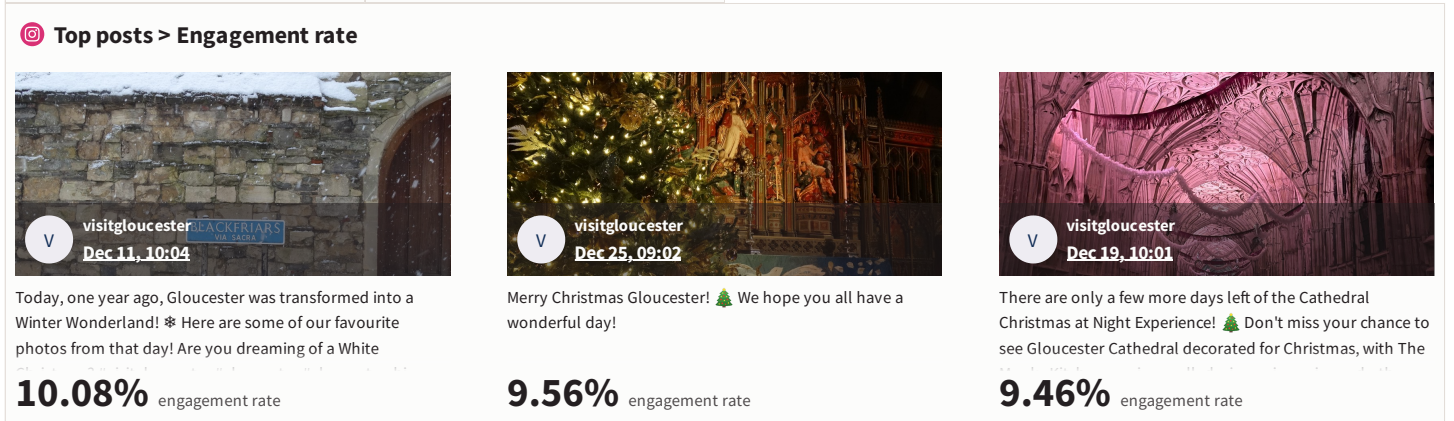 Top posts > Engagement rate
visitgloucester
BLACKFRIARS
VIA SACRA
Dec 11, 10:04
Today, one year ago, Gloucester was transformed into a
Winter Wonderland! ❄ Here are some of our favourite
photos from that day! Are you dreaming of a White
10.08% engagement rate
V
visitgloucester
Dec 25, 09:02
Merry Christmas Gloucester! 🎄 We hope you all have a
wonderful day!
9.56% engagement rate
V
visitgloucester
Dec 19, 10:01
There are only a few more days left of the Cathedral
Christmas at Night Experience! 🎄 Don't miss your chance to
see Gloucester Cathedral decorated for Christmas, with The
9.46% engagement rate
V